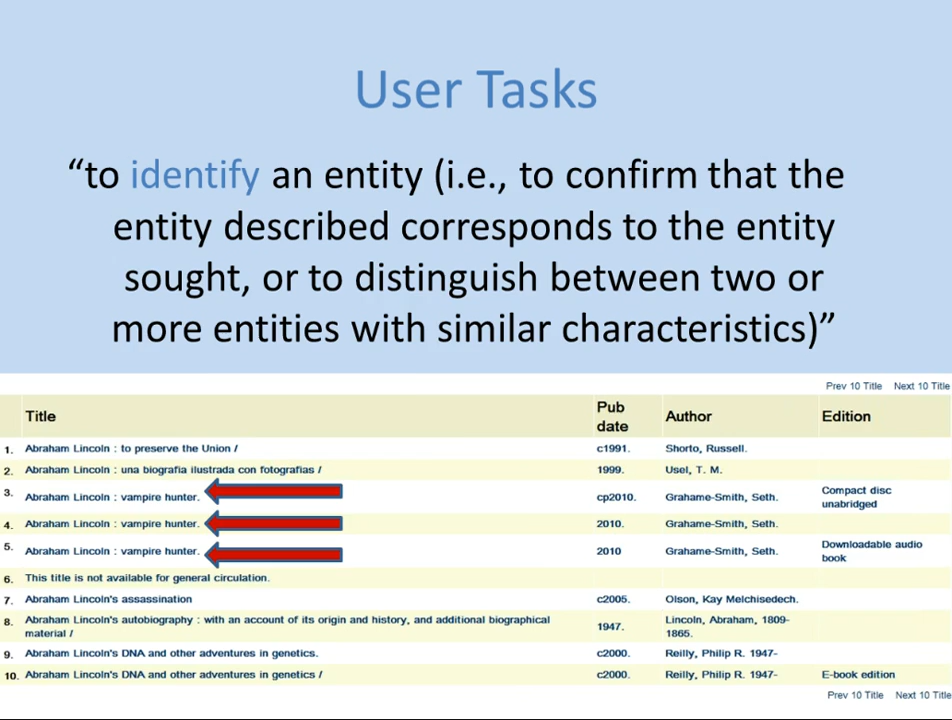 User Tasks
“to identify an entity (i.e., to confirm that the
entity described corresponds to the entity
sought, or to distinguish between two or
more entities with similar characteristics)”
Prev 10 Title Next 10 Title
Title Pub date Author Edition
1. Abraham Lincoln : to preserve the Union / c1991. Shorto, Russell.
2. Abraham Lincoln : una biografia ilustrada con fotografias / 1999. Usel, T. M.
3. Abraham Lincoln : vampire hunter. cp2010. Grahame-Smith, Seth. Compact disc unabridged
4. Abraham Lincoln : vampire hunter. 2010. Grahame-Smith, Seth.
5. Abraham Lincoln : vampire hunter. 2010 Grahame-Smith, Seth. Downloadable audio book
6. This title is not available for general circulation.
7. Abraham Lincoln's assassination c2005. Olson, Kay Melchisedech.
8. Abraham Lincoln's autobiography : with an account of its origin and history, and additional biographical material / 1947. Lincoln, Abraham, 1809-1865.
9. Abraham Lincoln's DNA and other adventures in genetics. c2000. Reilly, Philip R. 1947-
10. Abraham Lincoln's DNA and other adventures in genetics / c2000. Reilly, Philip R. 1947- E-book edition
Prev 10 Title Next 10 Title